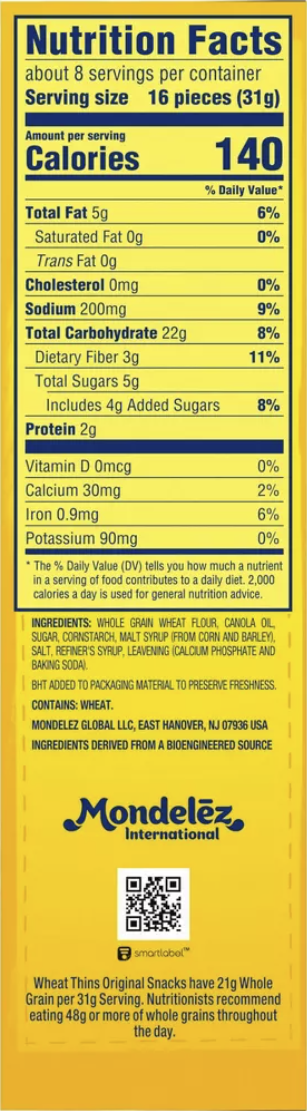 Nutrition Facts
about 8 servings per container
Serving size 16 pieces (31g)
Amount per serving
Calories 140
% Daily Value*
Total Fat 5g 6%
Saturated Fat 0g 0%
Trans Fat 0g
Cholesterol 0mg 0%
Sodium 200mg 9%
Total Carbohydrate 22g 8%
Dietary Fiber 3g 11%
Total Sugars 5g
Includes 4g Added Sugars 8%
Protein 2g
Vitamin D 0mcg 0%
Calcium 30mg 2%
Iron 0.9mg 6%
Potassium 90mg 0%
* The % Daily Value (DV) tells you how much a nutrient
in a serving of food contributes to a daily diet. 2,000
calories a day is used for general nutrition advice.
INGREDIENTS: WHOLE GRAIN WHEAT FLOUR, CANOLA OIL,
SUGAR, CORNSTARCH, MALT SYRUP (FROM CORN AND BARLEY),
SALT, REFINER'S SYRUP, LEAVENING (CALCIUM PHOSPHATE AND
BAKING SODA).
BHT ADDED TO PACKAGING MATERIAL TO PRESERVE FRESHNESS.
CONTAINS: WHEAT.
MONDELEZ GLOBAL LLC, EAST HANOVER, NJ 07936 USA
INGREDIENTS DERIVED FROM A BIOENGINEERED SOURCE
Mondelēz
International
smartlabel™
Wheat Thins Original Snacks have 21g Whole
Grain per 31g Serving. Nutritionists recommend
eating 48g or more of whole grains throughout
the day.